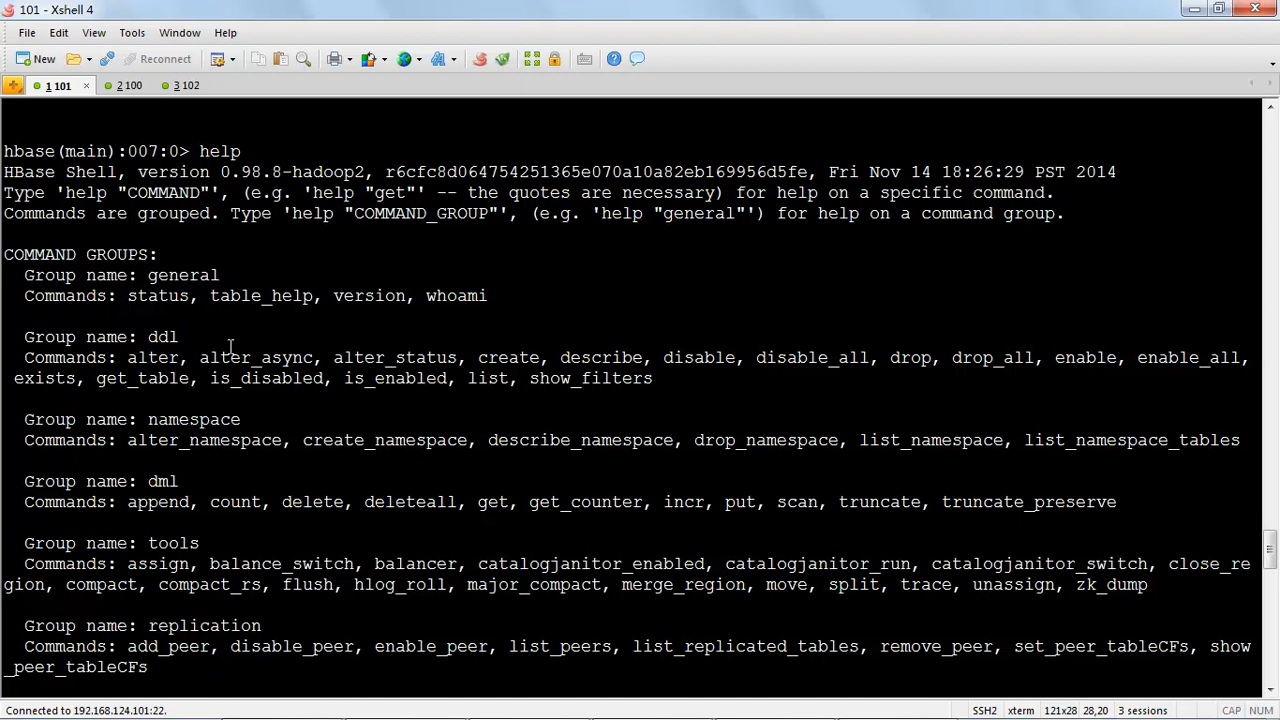 101 - Xshell 4
File Edit View Tools Window Help
New Reconnect
1 101 2 100 3 102
hbase(main):007:0> help
HBase Shell, version 0.98.8-hadoop2, r6cfc8d064754251365e070a10a82eb169956d5fe, Fri Nov 14 18:26:29 PST 2014
Type 'help "COMMAND"', (e.g. 'help "get"' -- the quotes are necessary) for help on a specific command.
Commands are grouped. Type 'help "COMMAND_GROUP"', (e.g. 'help "general"') for help on a command group.
COMMAND GROUPS:
Group name: general
Commands: status, table_help, version, whoami
Group name: ddl
Commands: alter, alter_async, alter_status, create, describe, disable, disable_all, drop, drop_all, enable, enable_all,
exists, get_table, is_disabled, is_enabled, list, show_filters
Group name: namespace
Commands: alter_namespace, create_namespace, describe_namespace, drop_namespace, list_namespace, list_namespace_tables
Group name: dml
Commands: append, count, delete, deleteall, get, get_counter, incr, put, scan, truncate, truncate_preserve
Group name: tools
Commands: assign, balance_switch, balancer, catalogjanitor_enabled, catalogjanitor_run, catalogjanitor_switch, close_re
gion, compact, compact_rs, flush, hlog_roll, major_compact, merge_region, move, split, trace, unassign, zk_dump
Group name: replication
Commands: add_peer, disable_peer, enable_peer, list_peers, list_replicated_tables, remove_peer, set_peer_tableCFs, show
_peer_tableCFs
Connected to 192.168.124.101:22. SSH2 xterm 121x28 28,20 3 sessions CAP NUM